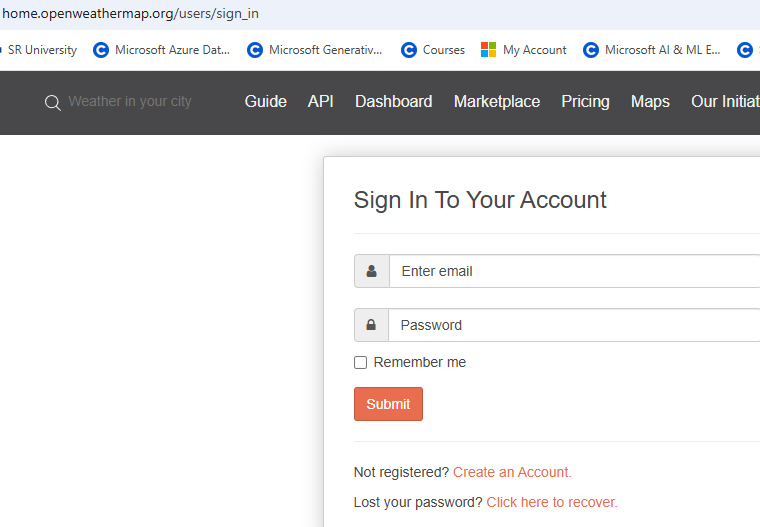 home.openweathermap.org/users/sign_in
SR University Microsoft Azure Dat... Microsoft Generativ... Courses My Account Microsoft AI & ML E...
Weather in your city Guide API Dashboard Marketplace Pricing Maps Our Initiat
Sign In To Your Account
Enter email
Password
Remember me
Submit
Not registered? Create an Account.
Lost your password? Click here to recover.